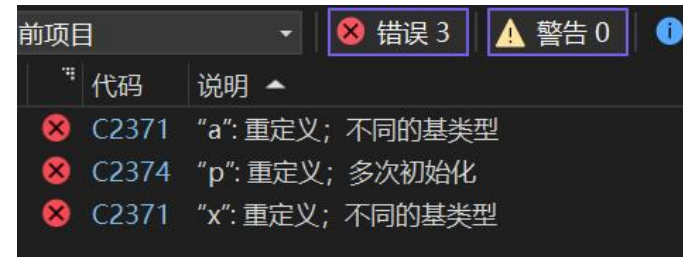 前项目 错误 3 警告 0
代码 说明
C2371 “a”: 重定义；不同的基类型
C2374 “p”: 重定义；多次初始化
C2371 “x”: 重定义；不同的基类型